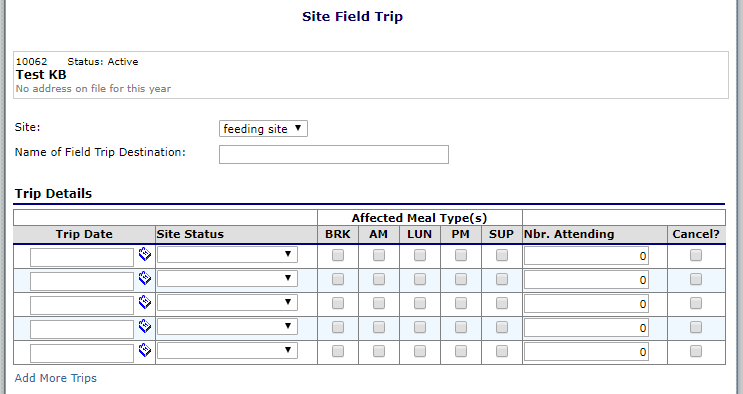 Site Field Trip
10062 Status: Active
Test KB
No address on file for this year
Site: feeding site
Name of Field Trip Destination:
Trip Details
Affected Meal Type(s)
Trip Date Site Status BRK AM LUN PM SUP Nbr. Attending Cancel?
0
0
0
0
0
Add More Trips